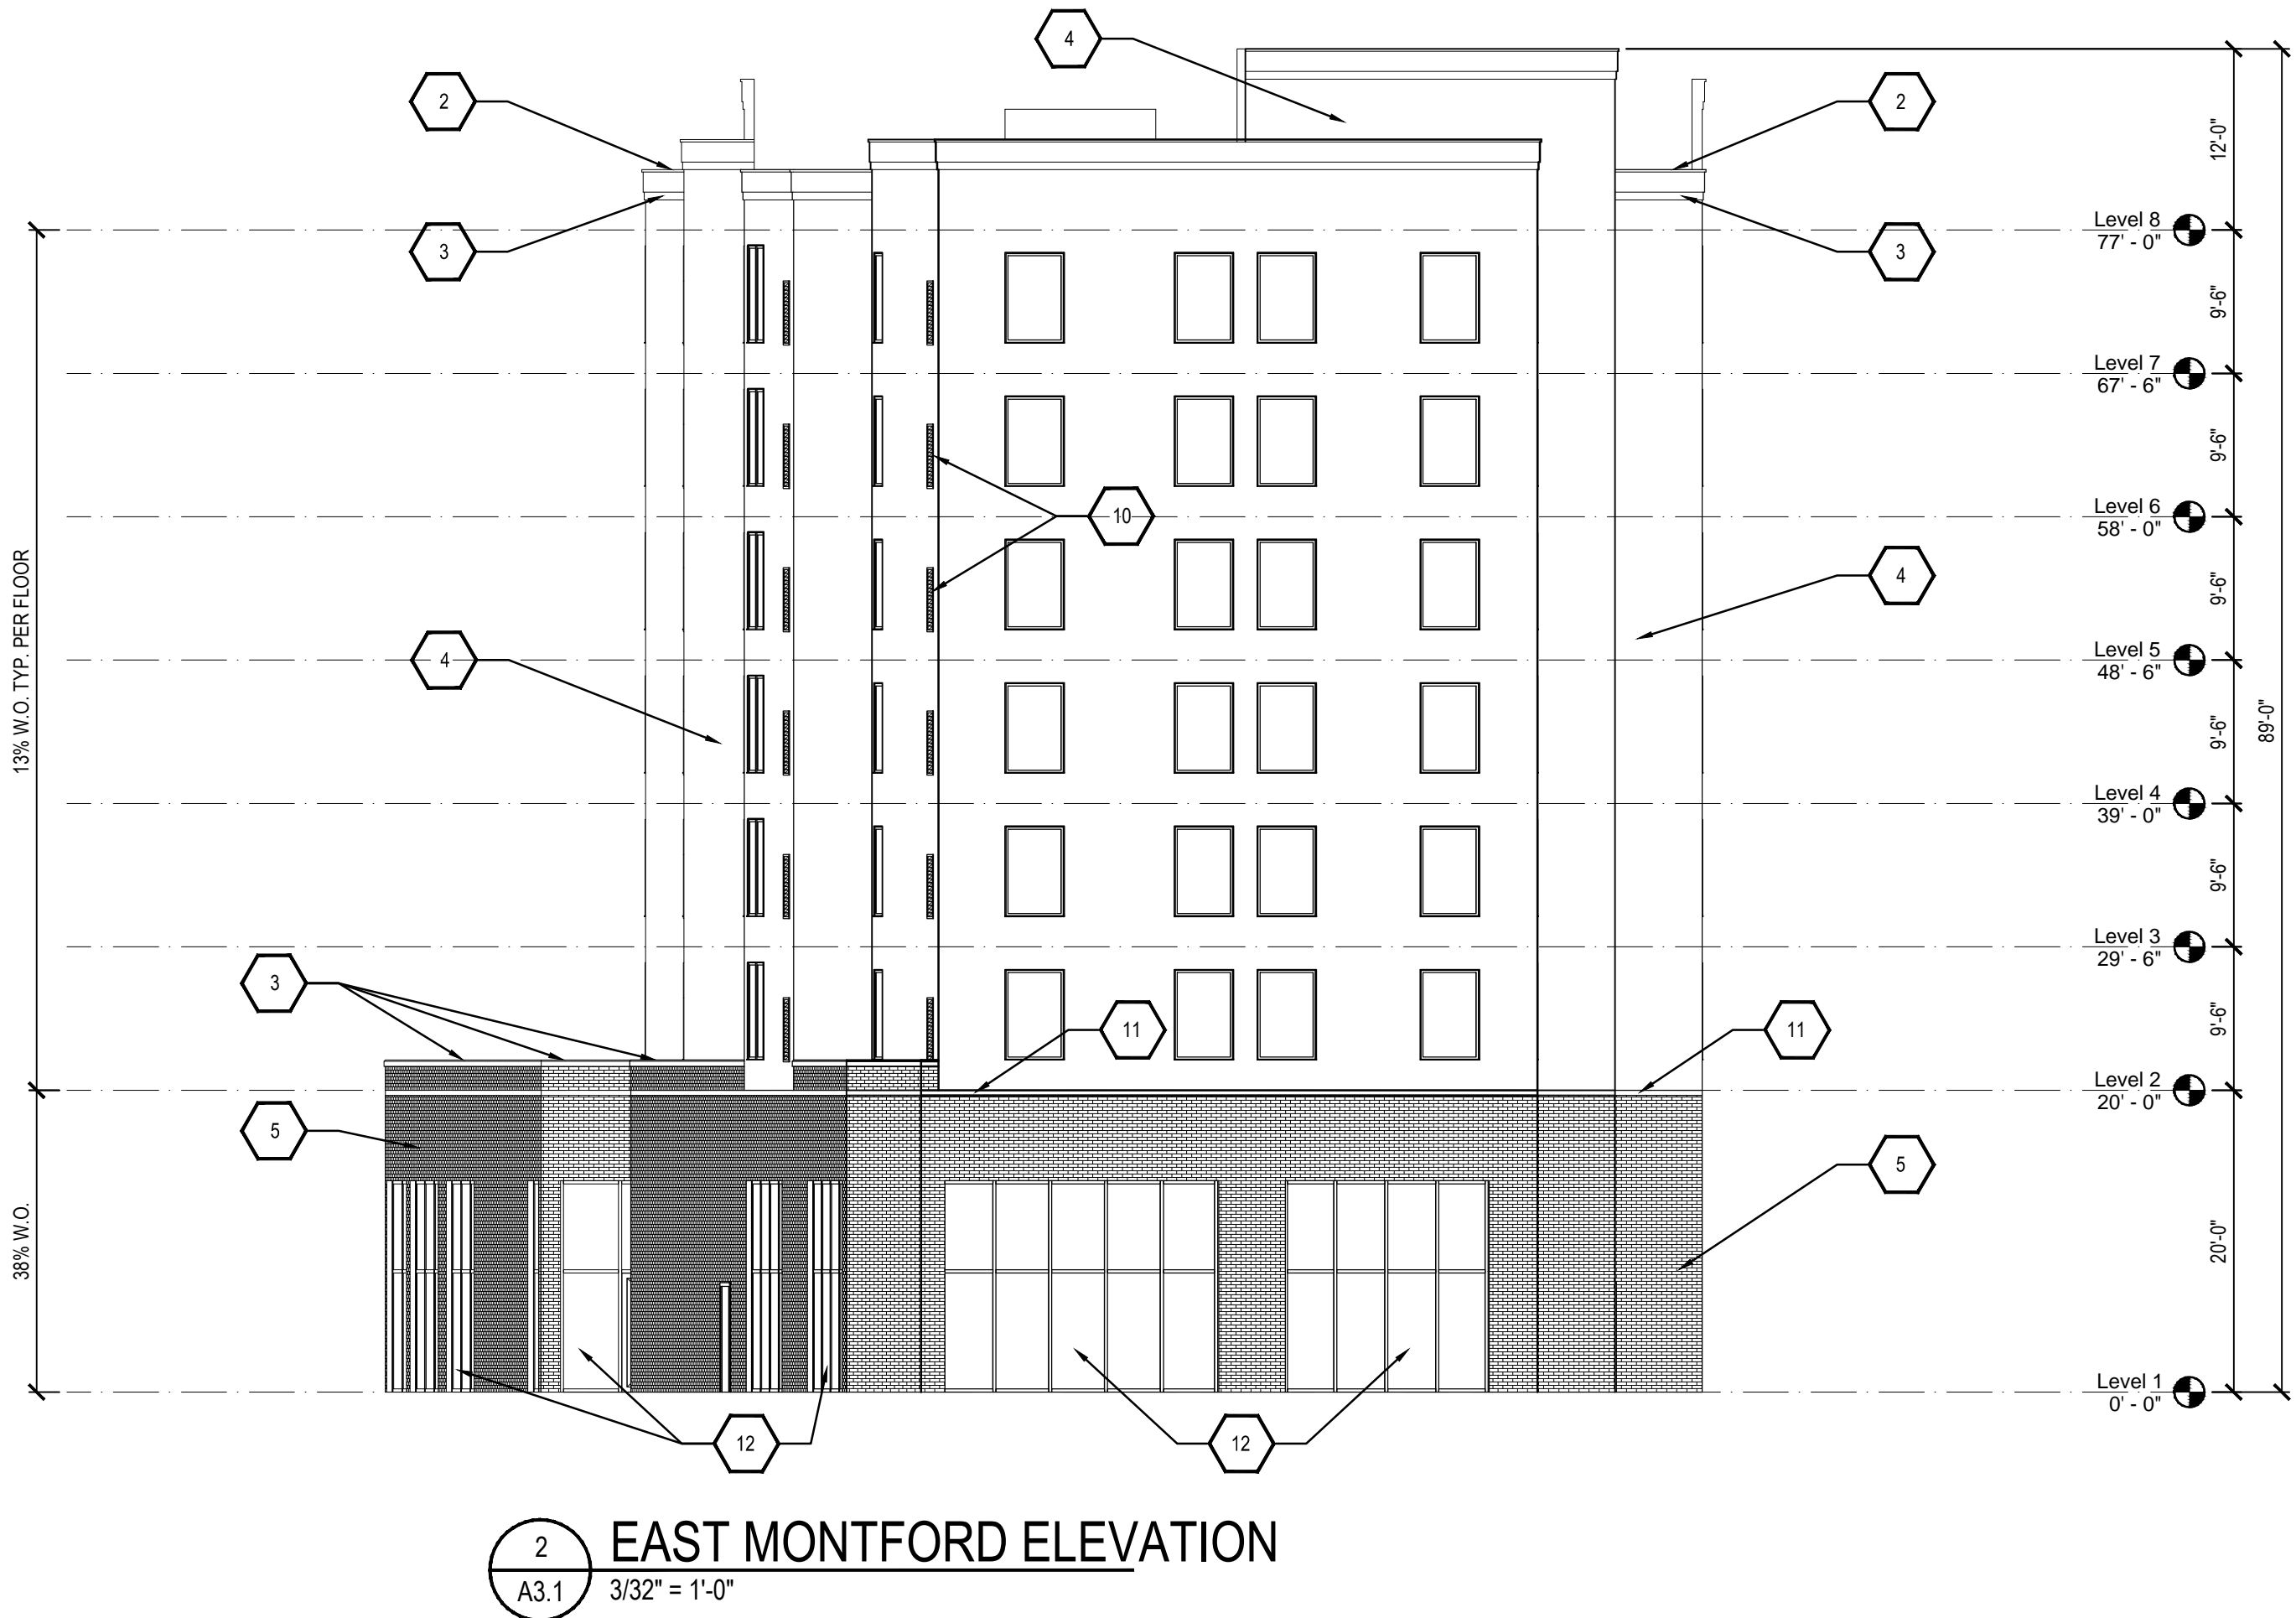 4
2
2
12'-0"
3
3
Level 8
77' - 0"
9'-6"
Level 7
67' - 6"
9'-6"
10
Level 6
58' - 0"
13% W.O. TYP. PER FLOOR
4
9'-6"
4
Level 5
48' - 6"
9'-6"
89'-0"
Level 4
39' - 0"
9'-6"
Level 3
29' - 6"
3
11
11
9'-6"
Level 2
20' - 0"
5
5
38% W.O.
20'-0"
Level 1
0' - 0"
12
12
2
A3.1
EAST MONTFORD ELEVATION
3/32" = 1'-0"